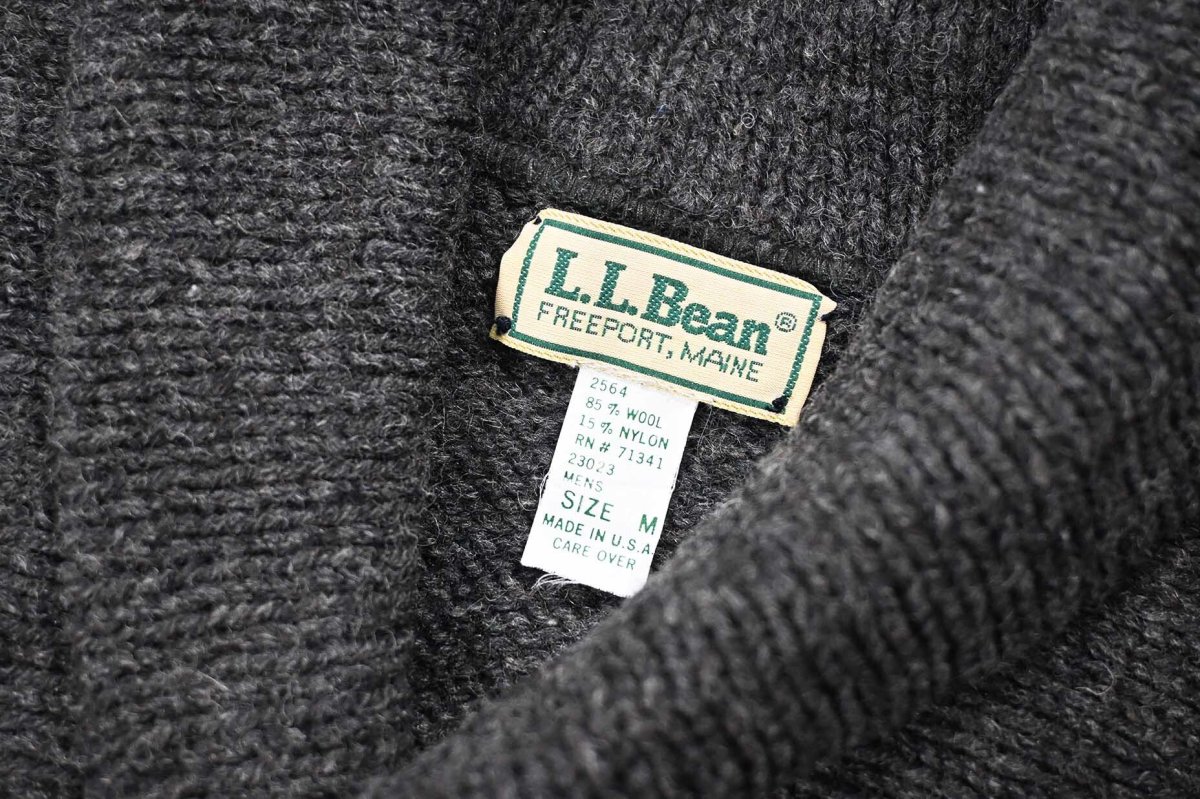 L.L.Bean®
FREEPORT, MAINE
2564
85% WOOL
15% NYLON
RN # 71341
23023
MENS
SIZE M
MADE IN U.S.A.
CARE OVER